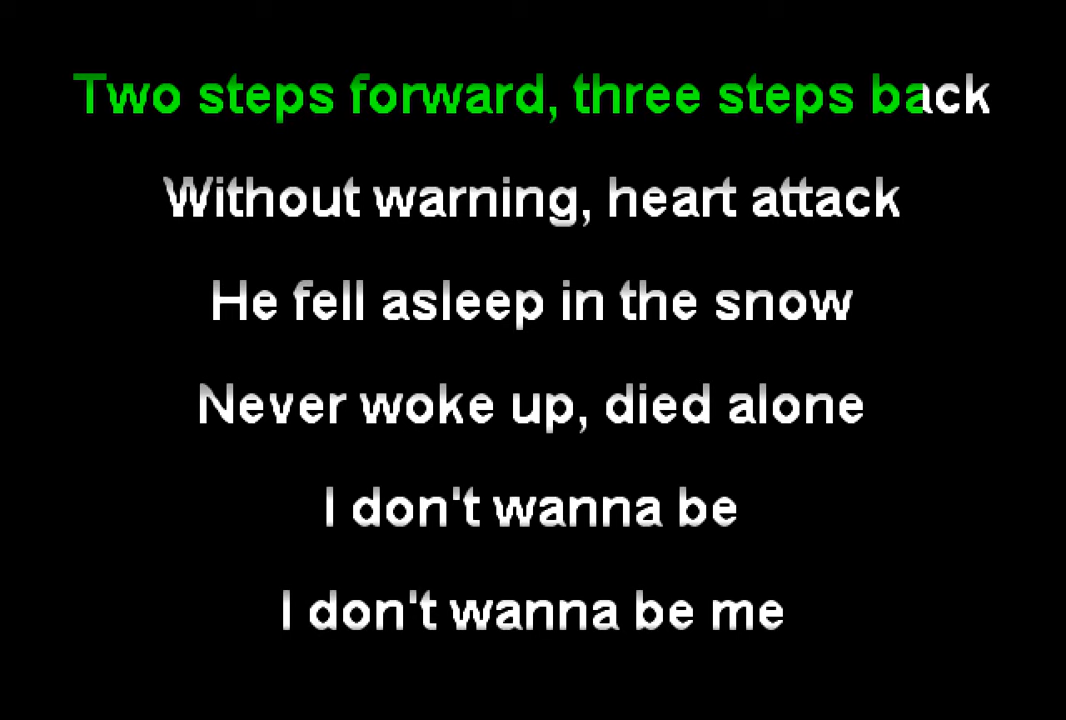 Two steps forward, three steps back
Without warning, heart attack
He fell asleep in the snow
Never woke up, died alone
I don't wanna be
I don't wanna be me